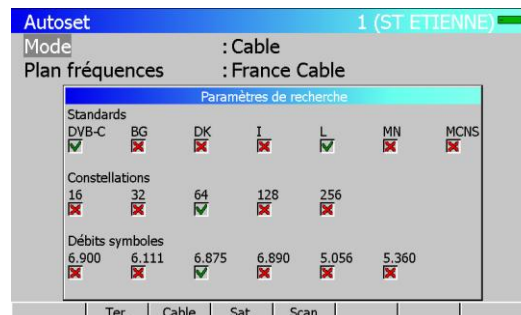 Autoset 1 (ST ETIENNE)
Mode : Cable
Plan fréquences : France Cable
Paramètres de recherche
Standards
DVB-C BG DK I L MN MCNS
Constellations
16 32 64 128 256
Débits symboles
6.900 6.111 6.875 6.890 5.056 5.360
Ter Cable Sat Scan